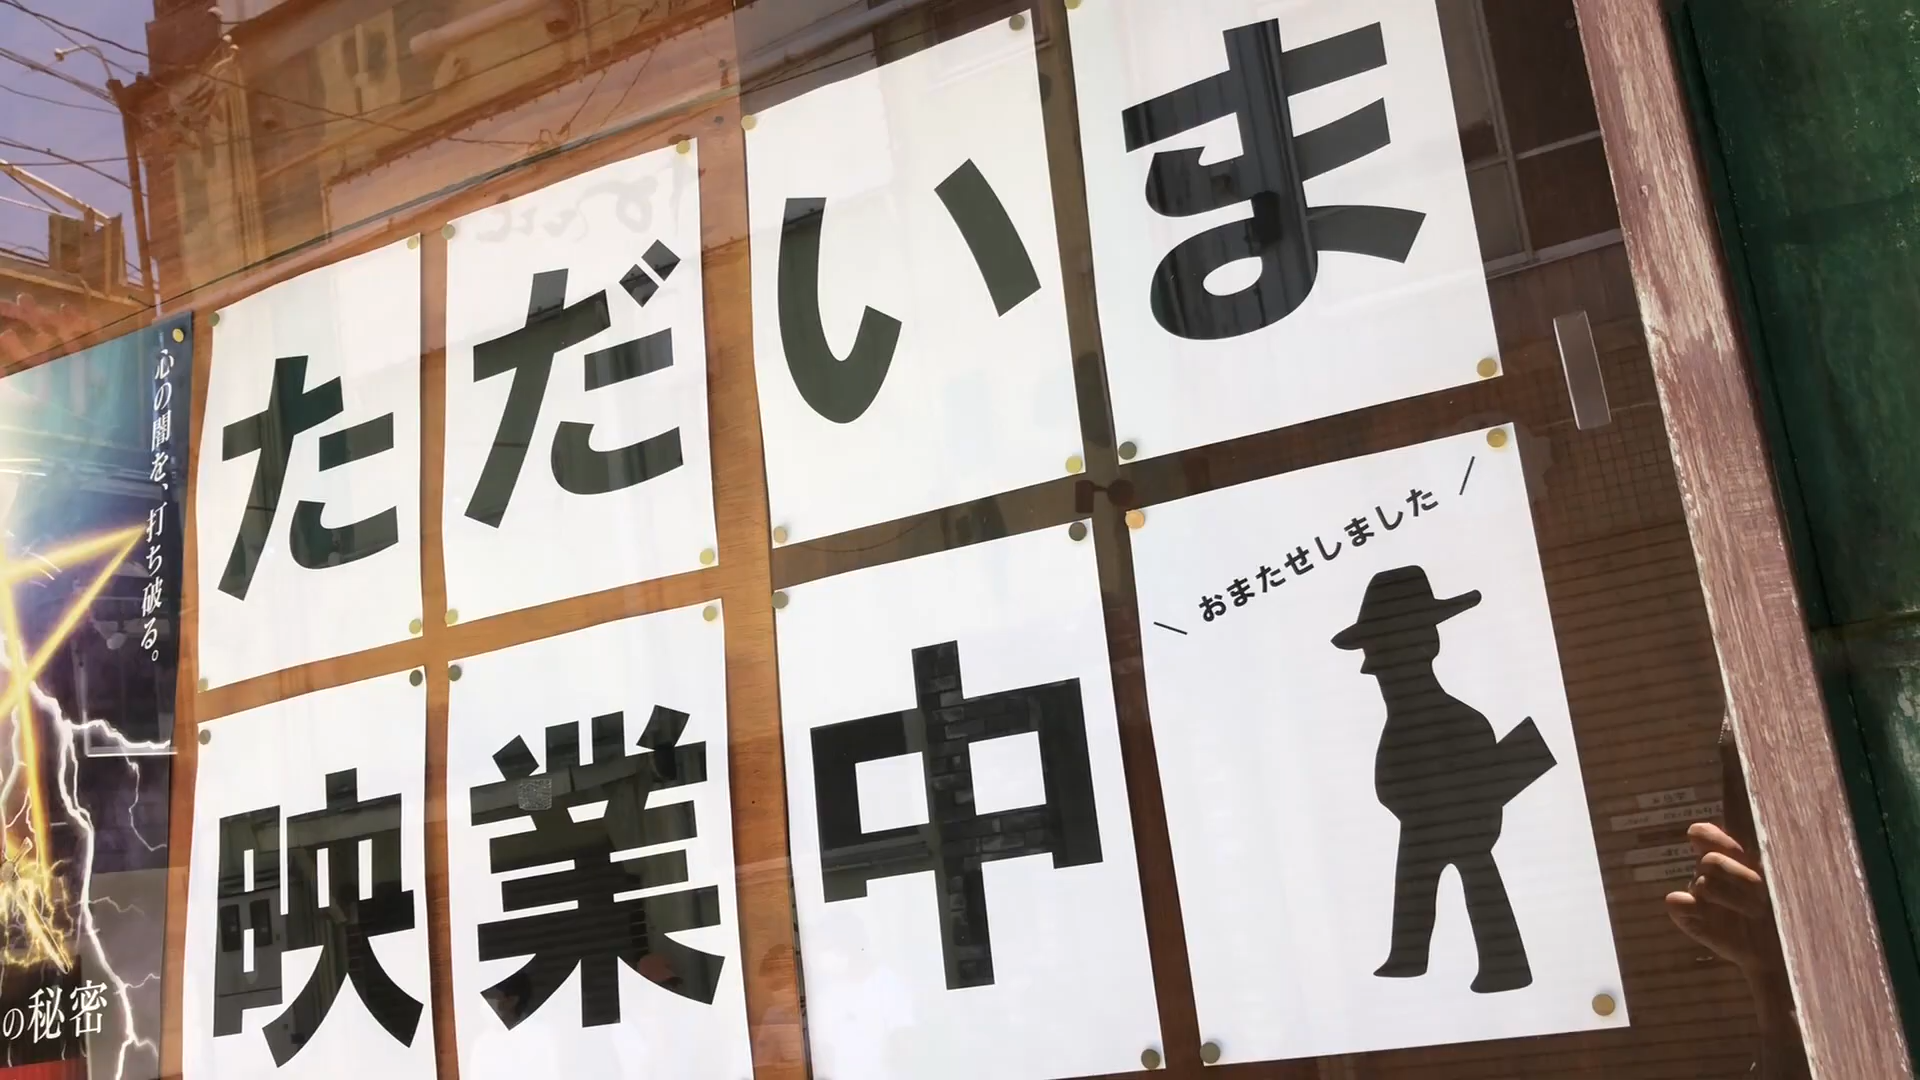 ただいま
映業中
おまたせしました
心の闇を、打ち破る。
の秘密